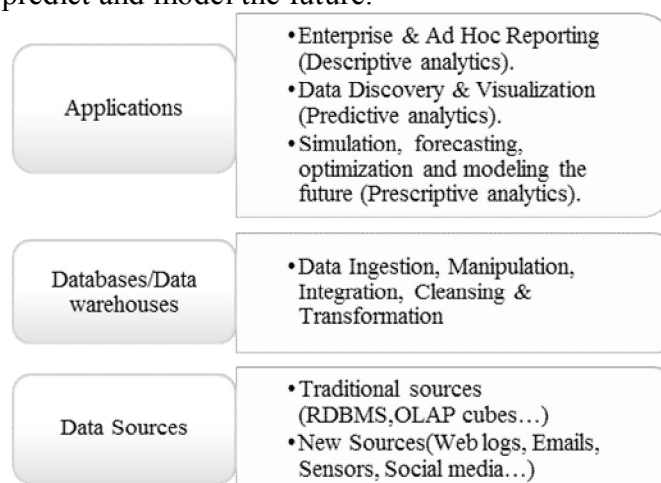 predict and model the future.
Applications
•Enterprise & Ad Hoc Reporting
(Descriptive analytics).
•Data Discovery & Visualization
(Predictive analytics).
•Simulation, forecasting,
optimization and modeling the
future (Prescriptive analytics).
Databases/Data
warehouses
•Data Ingestion, Manipulation,
Integration, Cleansing &
Transformation
Data Sources
•Traditional sources
(RDBMS,OLAP cubes…)
•New Sources(Web logs, Emails,
Sensors, Social media…)